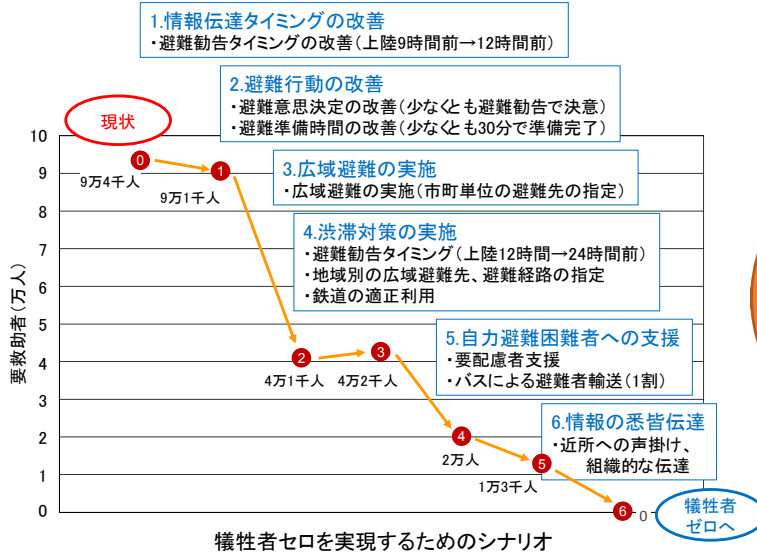 1.情報伝達タイミングの改善
・避難勧告タイミングの改善（上陸9時間前→12時間前）
2.避難行動の改善
・避難意思決定の改善（少なくとも避難勧告で決意）
・避難準備時間の改善（少なくとも30分で準備完了）
現状
3.広域避難の実施
・広域避難の実施（市町単位の避難先の指定）
4.渋滞対策の実施
・避難勧告タイミング（上陸12時間→24時間前）
・地域別の広域避難先、避難経路の指定
・鉄道の適正利用
5.自力避難困難者への支援
・要配慮者支援
・バスによる避難者輸送（1割）
6.情報の悉皆伝達
・近所への声掛け、
組織的な伝達
要救助者（万人）
10
9
8
7
6
5
4
3
2
1
0
0
9万4千人
1
9万1千人
2
4万1千人
3
4万2千人
4
2万人
5
1万3千人
6
0
犠牲者
ゼロへ
犠牲者セロを実現するためのシナリオ